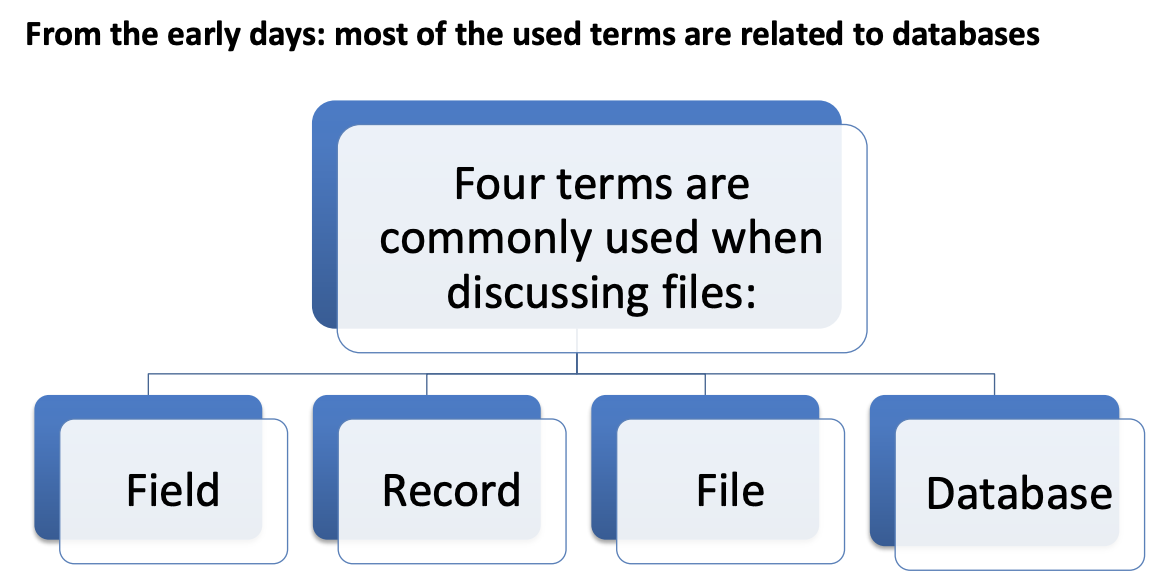 From the early days: most of the used terms are related to databases
Four terms are
commonly used when
discussing files:
Field
Record
File
Database